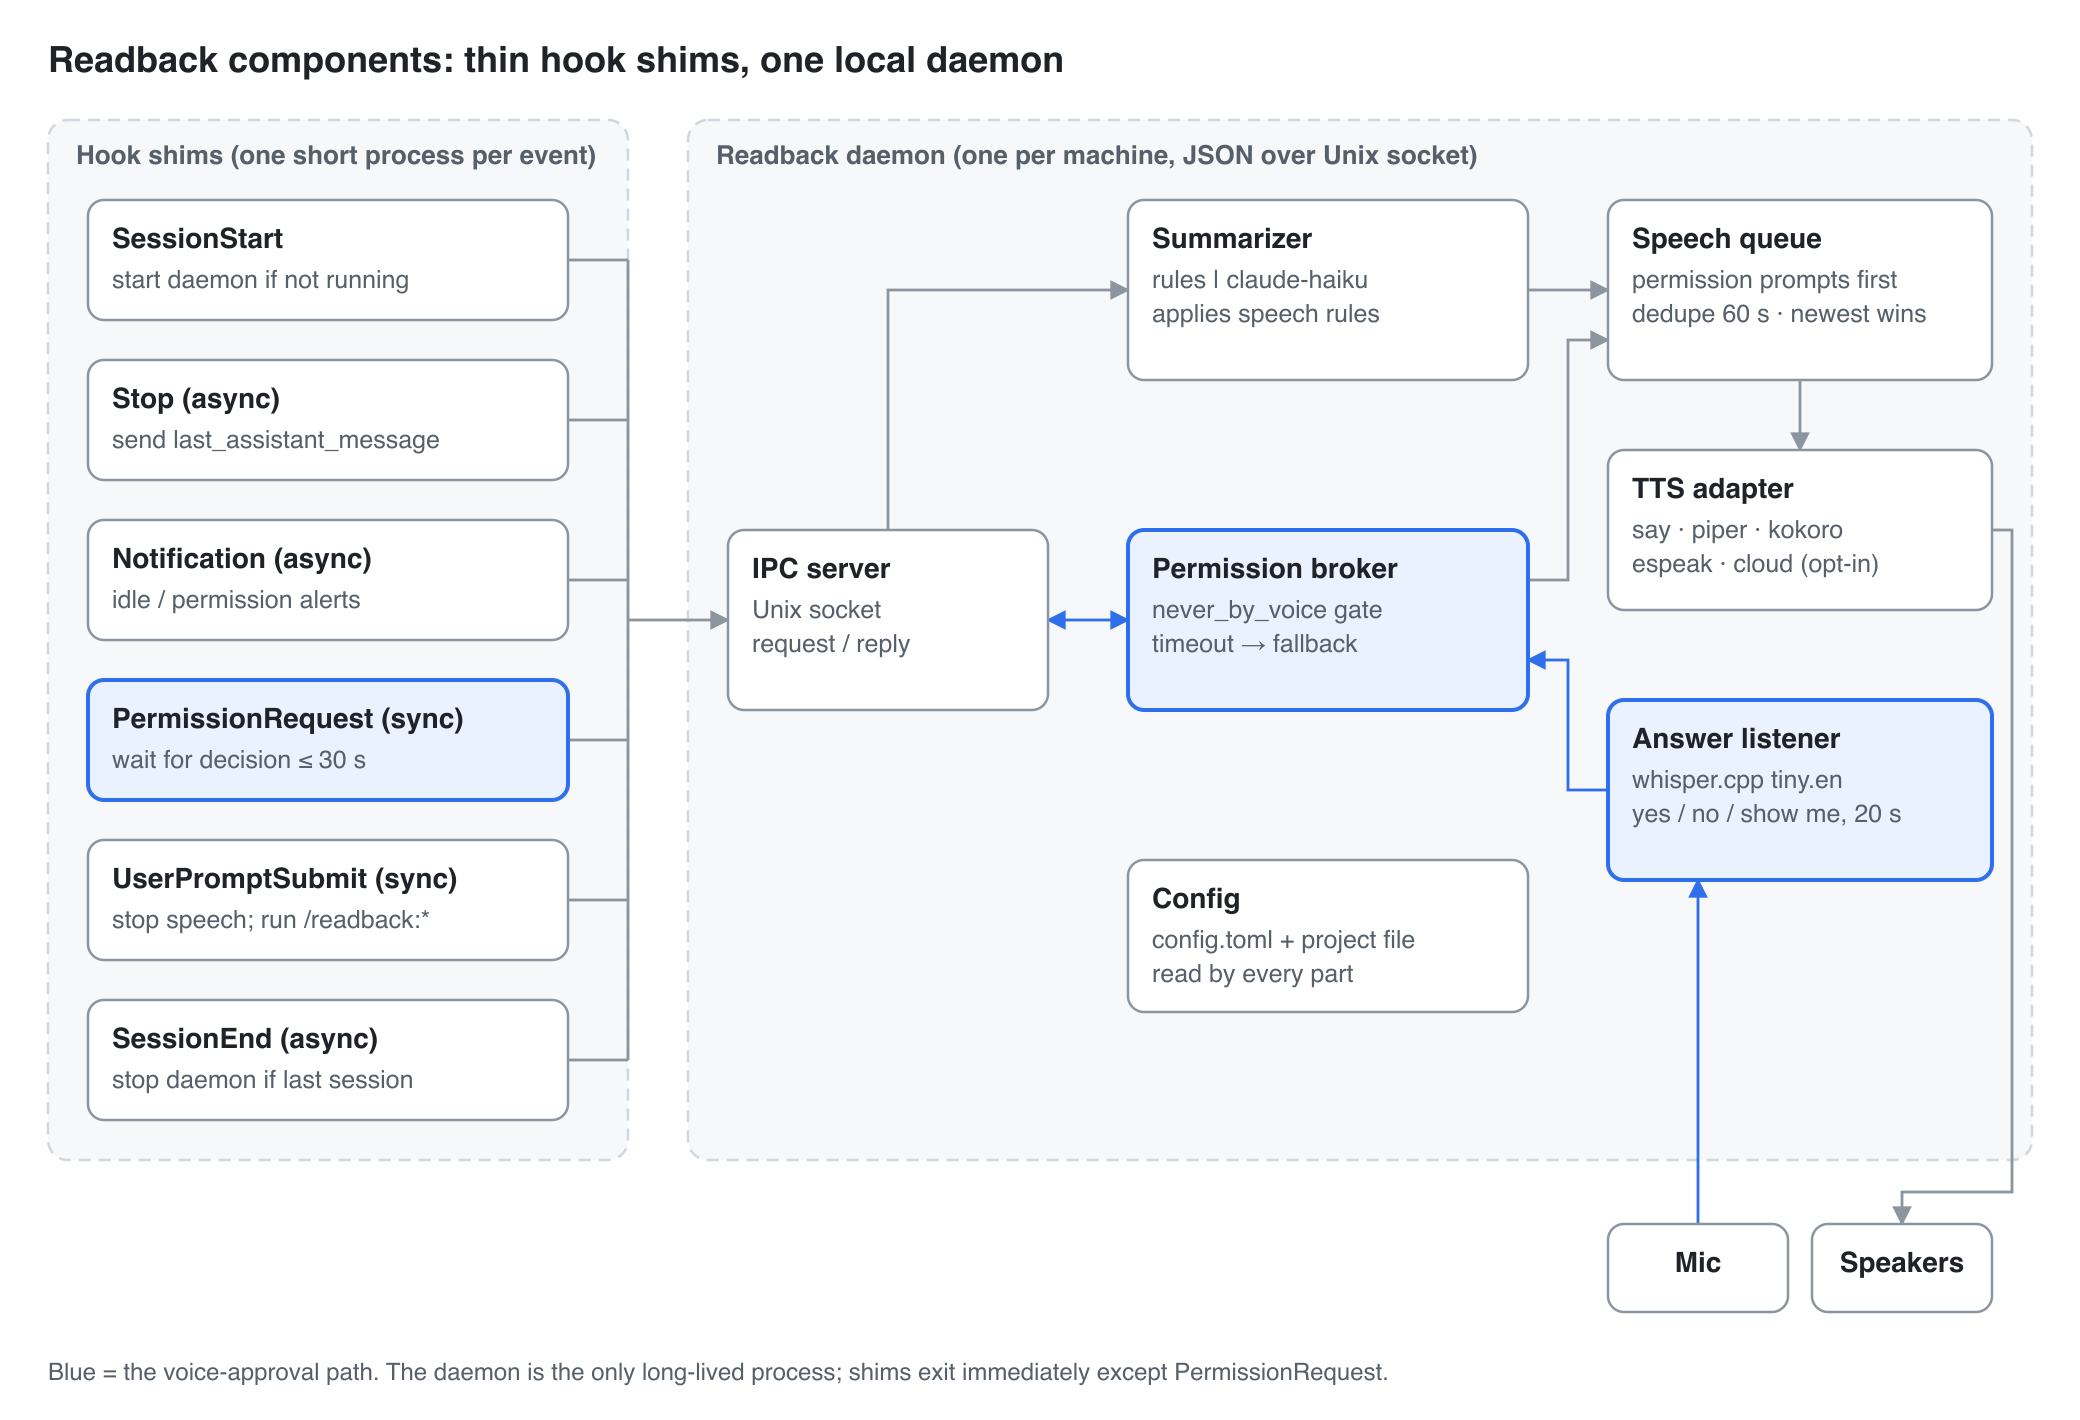 Readback components: thin hook shims, one local daemon
Hook shims (one short process per event)
SessionStart
start daemon if not running
Stop (async)
send last_assistant_message
Notification (async)
idle / permission alerts
PermissionRequest (sync)
wait for decision ≤ 30 s
UserPromptSubmit (sync)
stop speech; run /readback:*
SessionEnd (async)
stop daemon if last session
Readback daemon (one per machine, JSON over Unix socket)
IPC server
Unix socket
request / reply
Summarizer
rules | claude-haiku
applies speech rules
Permission broker
never_by_voice gate
timeout → fallback
Config
config.toml + project file
read by every part
Speech queue
permission prompts first
dedupe 60 s · newest wins
TTS adapter
say · piper · kokoro
espeak · cloud (opt-in)
Answer listener
whisper.cpp tiny.en
yes / no / show me, 20 s
Mic
Speakers
Blue = the voice-approval path. The daemon is the only long-lived process; shims exit immediately except PermissionRequest.